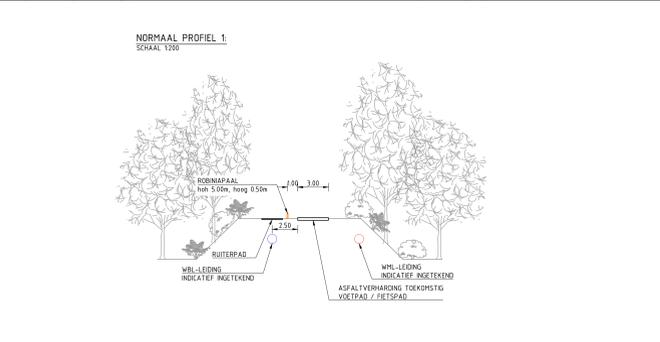 NORMAAL PROFIEL 1:
SCHAAL 1:200
ROBINIAPAAL
hoh 5.00m, hoog 0.50m
1.00
3.00
2.50
RUITERPAD
WBL-LEIDING
INDICATIEF INGETEKEND
WML-LEIDING
INDICATIEF INGETEKEND
ASFALTVERHARDING TOEKOMSTIG
VOETPAD / FIETSPAD